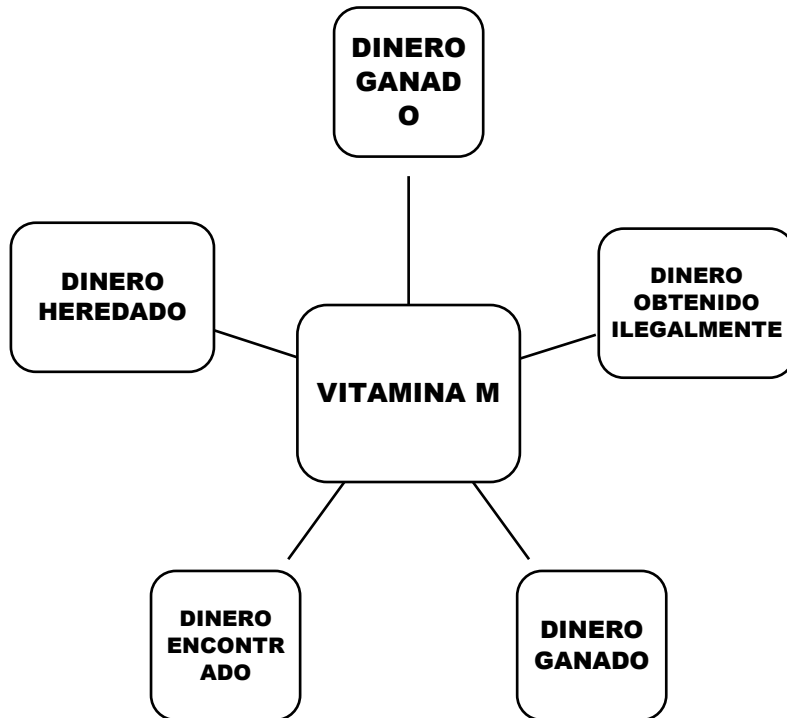 DINERO
GANAD
O
DINERO
HEREDADO
DINERO
OBTENIDO
ILEGALMENTE
VITAMINA M
DINERO
ENCONTR
ADO
DINERO
GANADO